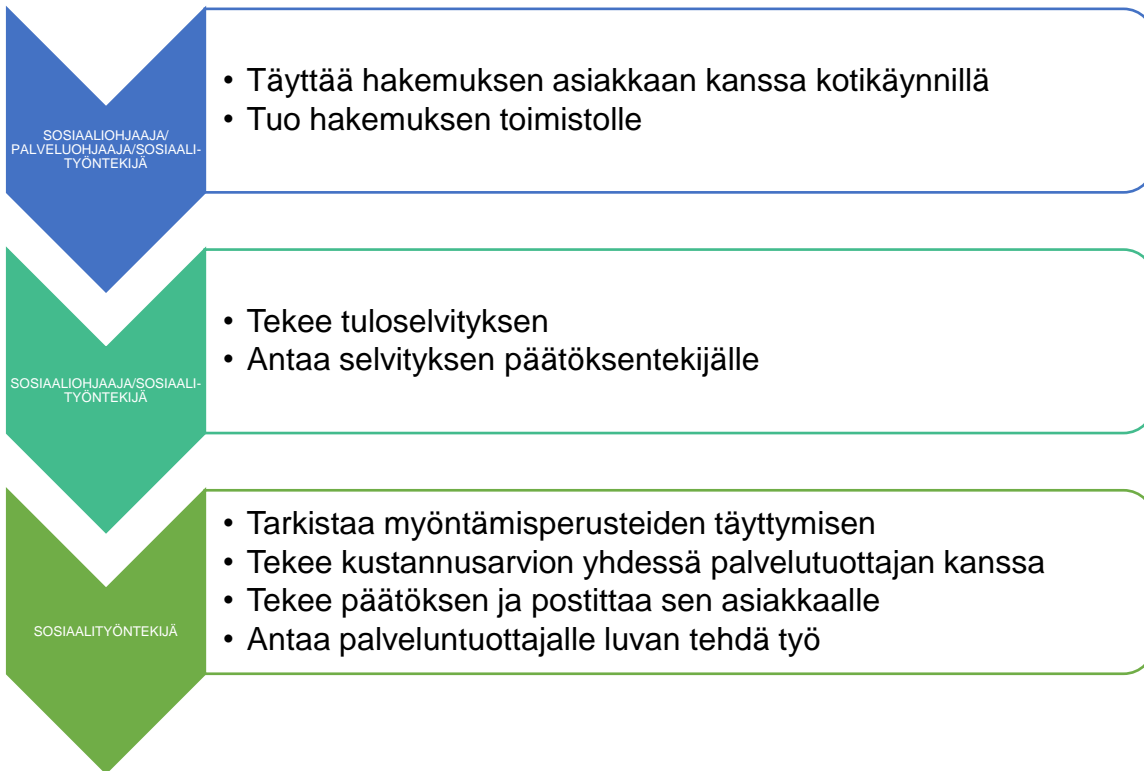 SOSIAALIOHJAAJA/
PALVELUOHJAAJA/SOSIAALI-
TYÖNTEKIJÄ
• Täyttää hakemuksen asiakkaan kanssa kotikäynnillä
• Tuo hakemuksen toimistolle
SOSIAALIOHJAAJA/SOSIAALI-
TYÖNTEKIJÄ
• Tekee tuloselvityksen
• Antaa selvityksen päätöksentekijälle
SOSIAALITYÖNTEKIJÄ
• Tarkistaa myöntämisperusteiden täyttymisen
• Tekee kustannusarvion yhdessä palvelutuottajan kanssa
• Tekee päätöksen ja postittaa sen asiakkaalle
• Antaa palveluntuottajalle luvan tehdä työ